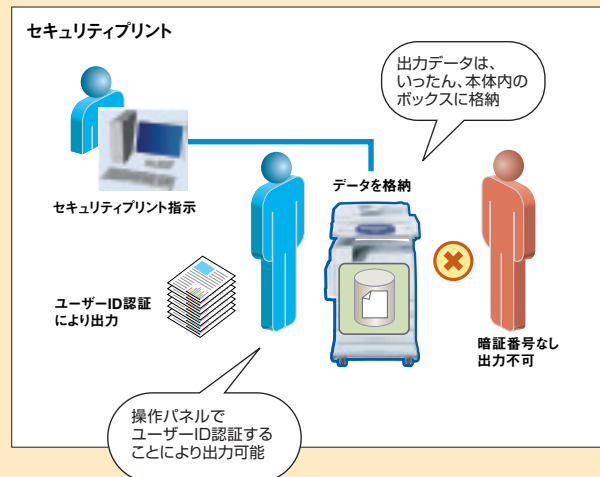 セキュリティプリント
出力データは、
いったん、本体内の
ボックスに格納
セキュリティプリント指示
データを格納
ユーザーID認証
により出力
暗証番号なし
出力不可
操作パネルで
ユーザーID認証する
ことにより出力可能